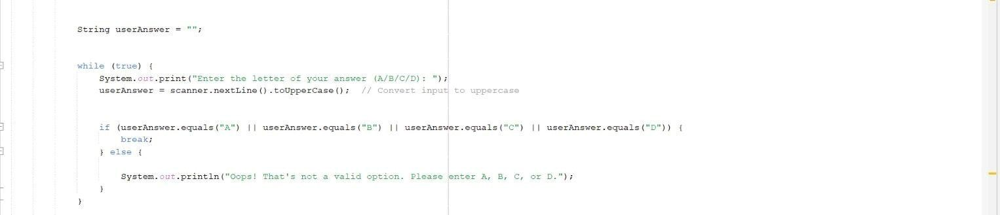 String userAnswer = "";
while (true) {
System.out.print("Enter the letter of your answer (A/B/C/D): ");
userAnswer = scanner.nextLine().toUpperCase();  // Convert input to uppercase
if (userAnswer.equals("A") || userAnswer.equals("B") || userAnswer.equals("C") || userAnswer.equals("D")) {
break;
} else {
System.out.println("Oops! That's not a valid option. Please enter A, B, C, or D.");
}
}